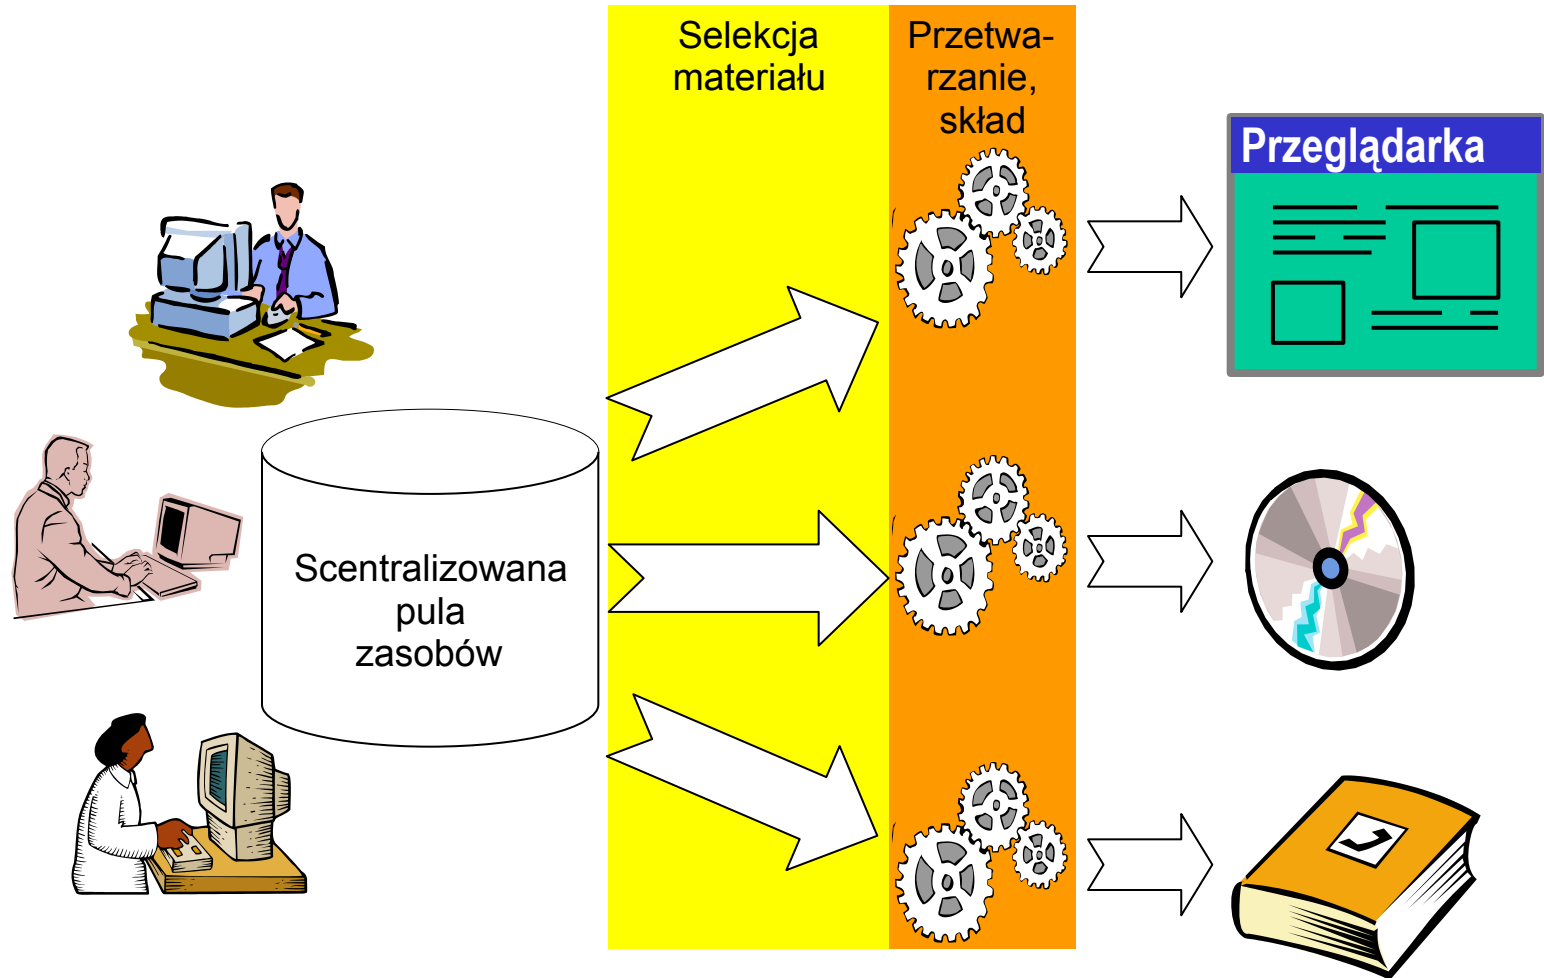 Selekcja
materiału
Przetwa-
rzanie,
skład
Przeglądarka
Scentralizowana
pula
zasobów